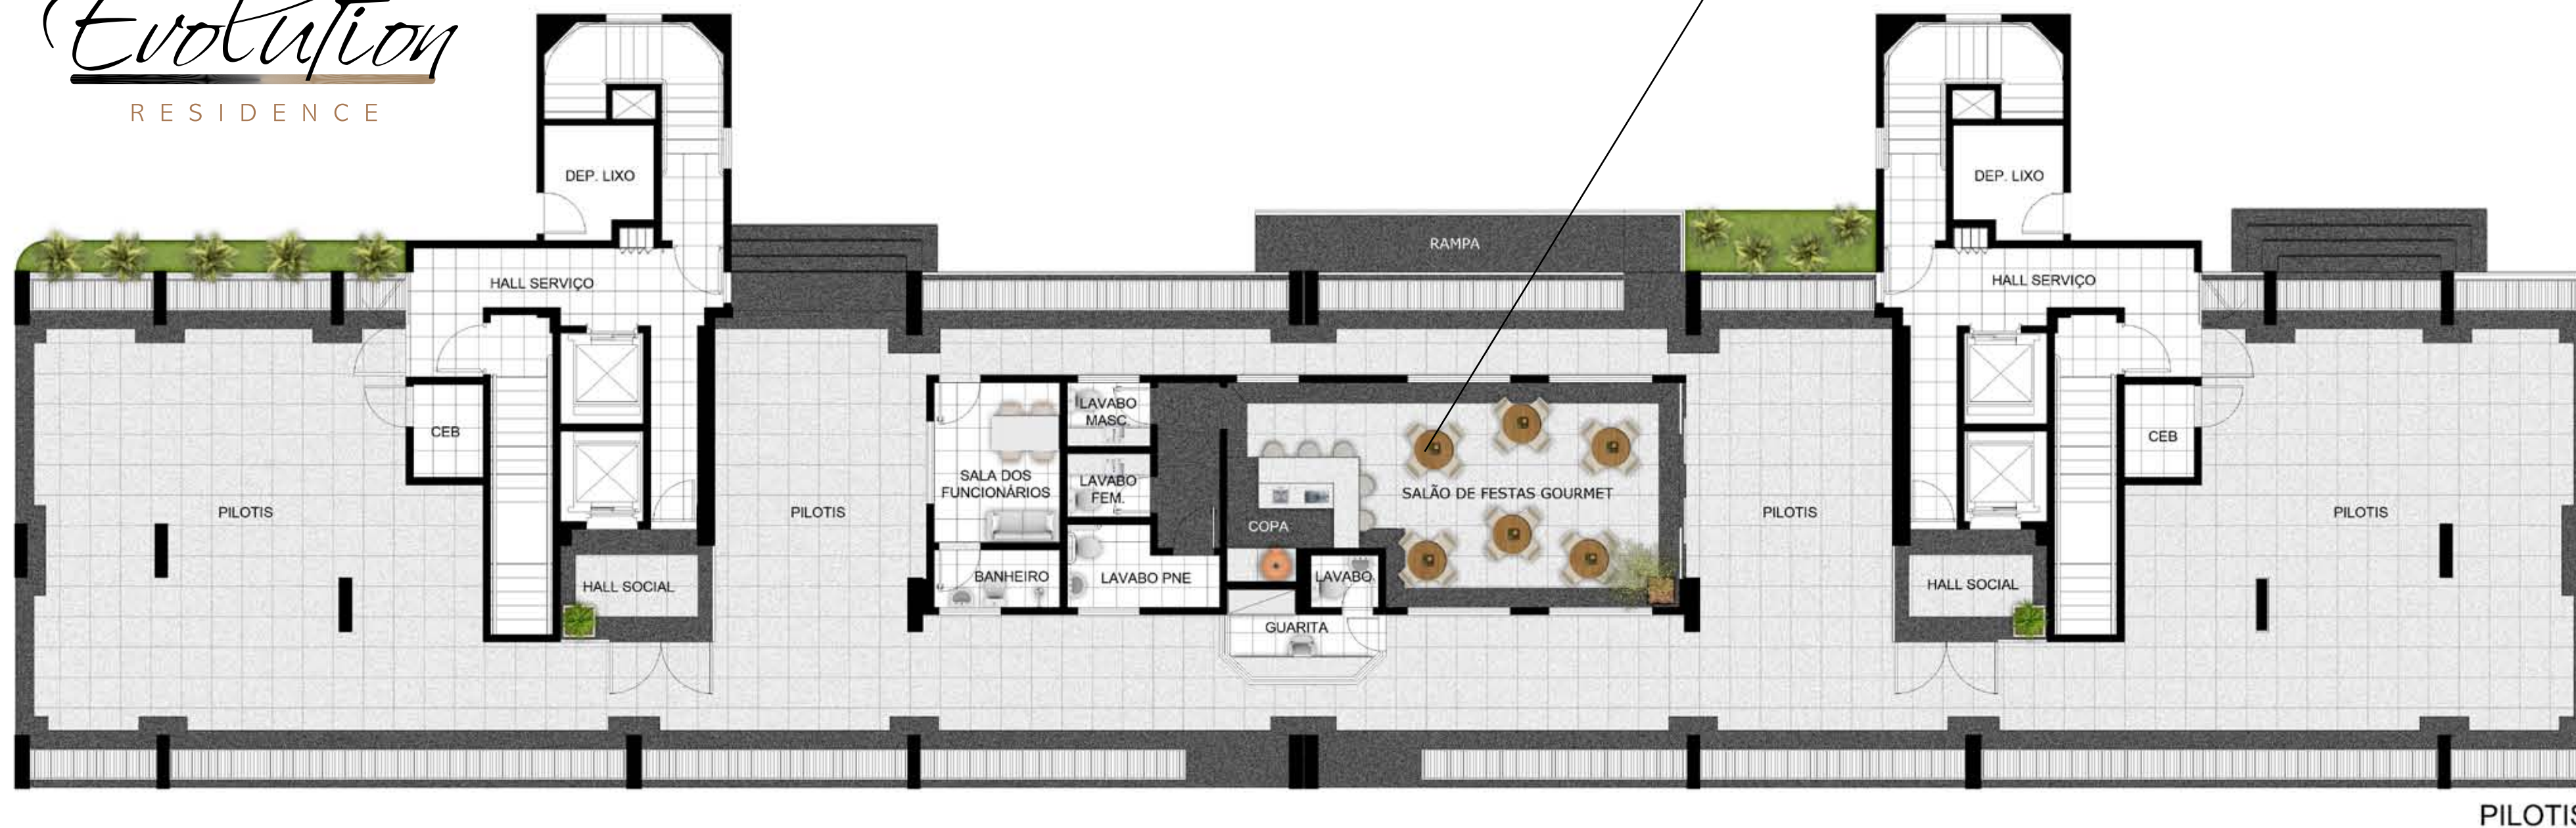 Evolution
RESIDENCE
DEP. LIXO
DEP. LIXO
RAMPA
HALL SERVIÇO
HALL SERVIÇO
LAVABO
MASC.
CEB
CEB
SALA DOS
FUNCIONÁRIOS
LAVABO
FEM.
SALÃO DE FESTAS GOURMET
PILOTIS
PILOTIS
COPA
PILOTIS
PILOTIS
HALL SOCIAL
BANHEIRO
LAVABO PNE
LAVABO
HALL SOCIAL
GUARITA
PILOTIS